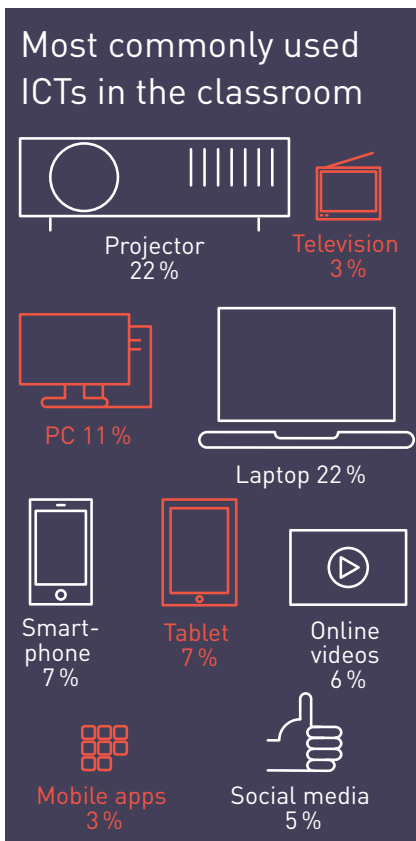 Most commonly used
ICTs in the classroom
Projector
22 %
Television
3 %
PC 11 %
Laptop 22 %
Smart-
phone
7 %
Tablet
7 %
Online
videos
6 %
Mobile apps
3 %
Social media
5 %